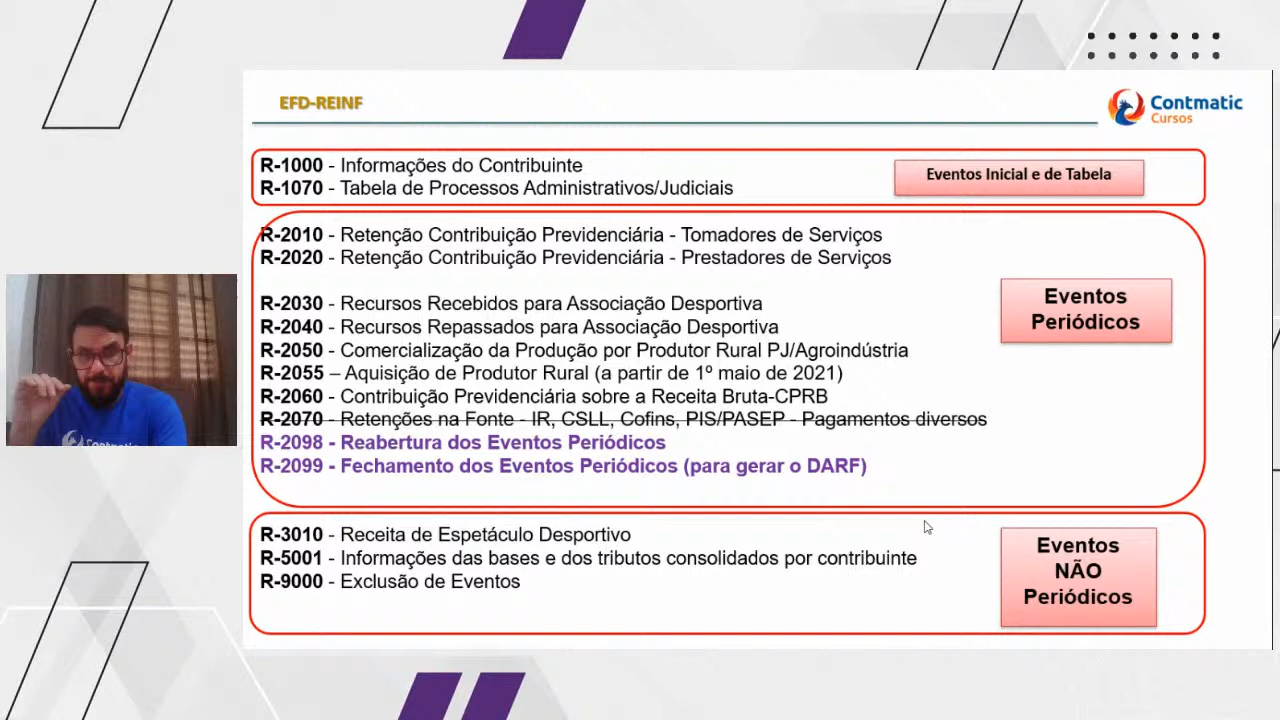 EFD-REINF
Contmatic
Cursos
R-1000 - Informações do Contribuinte
R-1070 - Tabela de Processos Administrativos/Judiciais
Eventos Inicial e de Tabela
R-2010 - Retenção Contribuição Previdenciária - Tomadores de Serviços
R-2020 - Retenção Contribuição Previdenciária - Prestadores de Serviços
R-2030 - Recursos Recebidos para Associação Desportiva
R-2040 - Recursos Repassados para Associação Desportiva
R-2050 - Comercialização da Produção por Produtor Rural PJ/Agroindústria
R-2055 – Aquisição de Produtor Rural (a partir de 1º maio de 2021)
R-2060 - Contribuição Previdenciária sobre a Receita Bruta-CPRB
R-2070 - Retenções na Fonte - IR, CSLL, Cofins, PIS/PASEP - Pagamentos diversos
R-2098 - Reabertura dos Eventos Periódicos
R-2099 - Fechamento dos Eventos Periódicos (para gerar o DARF)
Eventos
Periódicos
R-3010 - Receita de Espetáculo Desportivo
R-5001 - Informações das bases e dos tributos consolidados por contribuinte
R-9000 - Exclusão de Eventos
Eventos
NÃO
Periódicos